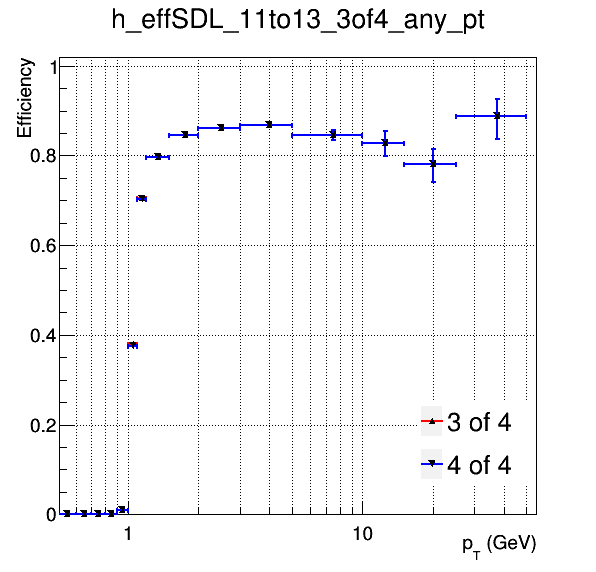 h_effSDL_11to13_3of4_any_pt
Efficiency
1
0.8
0.6
0.4
0.2
0
3 of 4
4 of 4
1 10
pT (GeV)